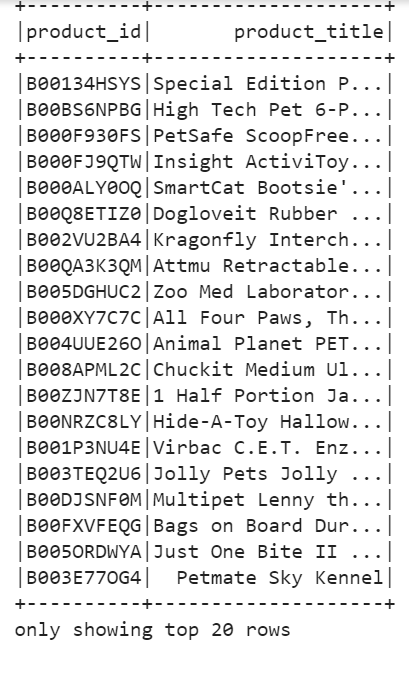 +----------+--------------------+
|product_id|       product_title|
+----------+--------------------+
|B00134HSYS|Special Edition P...|
|B00BS6NPBG|High Tech Pet 6-P...|
|B000F930FS|PetSafe ScoopFree...|
|B000FJ9QTW|Insight ActiviToy...|
|B000ALY0OQ|SmartCat Bootsie'...|
|B00Q8ETIZ0|Dogloveit Rubber ...|
|B002VU2BA4|Kragonfly Interch...|
|B00QA3K3QM|Attmu Retractable...|
|B005DGHUC2|Zoo Med Laborator...|
|B000XY7C7C|All Four Paws, Th...|
|B004UUE26O|Animal Planet PET...|
|B008APML2C|Chuckit Medium Ul...|
|B00ZJN7T8E|1 Half Portion Ja...|
|B00NRZC8LY|Hide-A-Toy Hallow...|
|B001P3NU4E|Virbac C.E.T. Enz...|
|B003TEQ2U6|Jolly Pets Jolly ...|
|B00DJSNF0M|Multipet Lenny th...|
|B00FXVFEQG|Bags on Board Dur...|
|B005ORDWYA|Just One Bite II ...|
|B003E77OG4|  Petmate Sky Kennel|
+----------+--------------------+
only showing top 20 rows